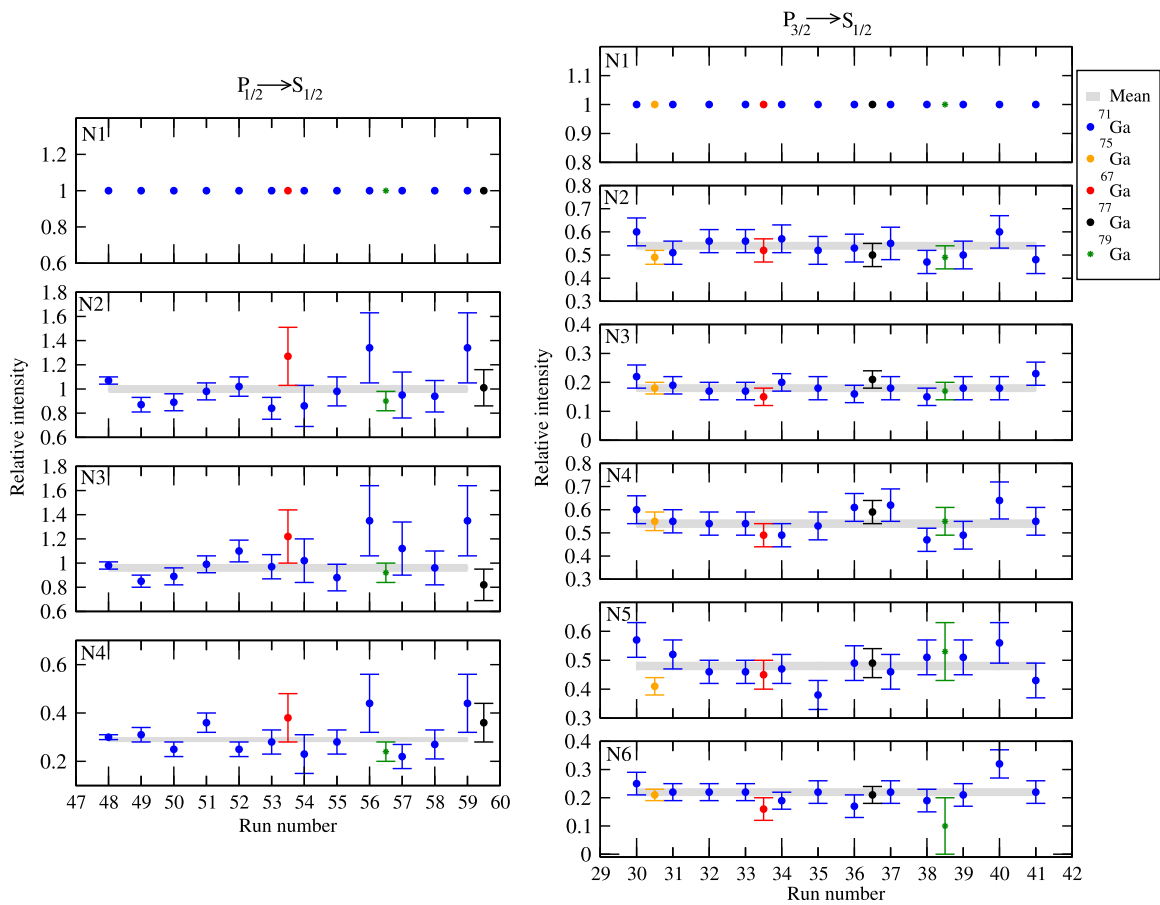 P1/2→S1/2
N1
1.2
1
0.8
0.6
N2
1.8
1.6
1.4
1.2
1
0.8
0.6
N3
1.8
1.6
1.4
1.2
1
0.8
0.6
N4
0.6
0.4
0.2
47 48 49 50 51 52 53 54 55 56 57 58 59 60
Run number
Relative intensity
P3/2→S1/2
N1
1.1
1
0.9
0.8
N2
0.8
0.7
0.6
0.5
0.4
0.3
N3
0.4
0.3
0.2
0.1
0
N4
0.8
0.7
0.6
0.5
0.4
0.3
N5
0.6
0.5
0.4
0.3
N6
0.4
0.3
0.2
0.1
0
29 30 31 32 33 34 35 36 37 38 39 40 41 42
Run number
Relative intensity
Mean
71Ga
75Ga
67Ga
77Ga
79Ga